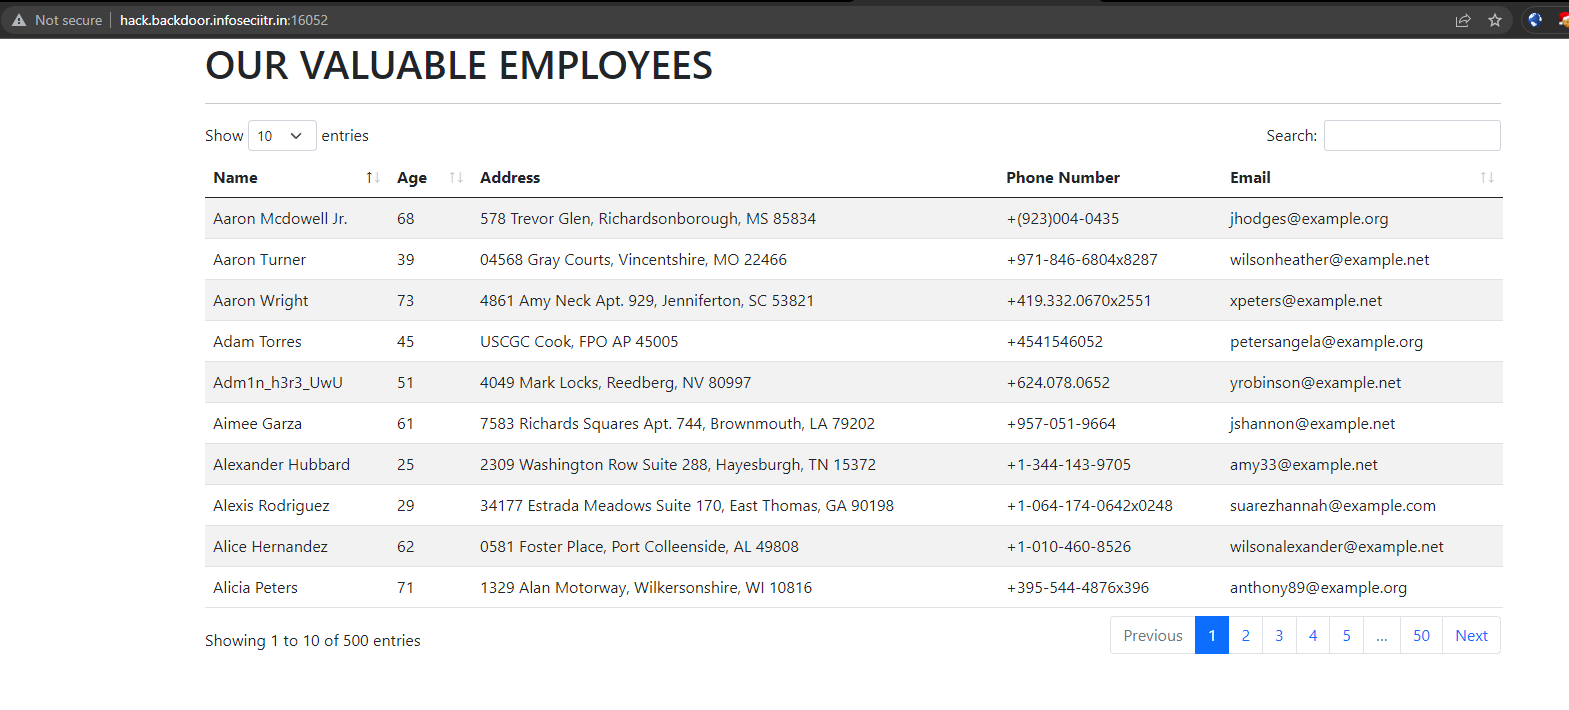 Not secure | hack.backdoor.infoseciitr.in:16052
OUR VALUABLE EMPLOYEES
Show 10 entries Search:
Name Age Address Phone Number Email
Aaron Mcdowell Jr. 68 578 Trevor Glen, Richardsonborough, MS 85834 +(923)004-0435 jhodges@example.org
Aaron Turner 39 04568 Gray Courts, Vincentshire, MO 22466 +971-846-6804x8287 wilsonheather@example.net
Aaron Wright 73 4861 Amy Neck Apt. 929, Jenniferton, SC 53821 +419.332.0670x2551 xpeters@example.net
Adam Torres 45 USCGC Cook, FPO AP 45005 +4541546052 petersangela@example.org
Adm1n_h3r3_UwU 51 4049 Mark Locks, Reedberg, NV 80997 +624.078.0652 yrobinson@example.net
Aimee Garza 61 7583 Richards Squares Apt. 744, Brownmouth, LA 79202 +957-051-9664 jshannon@example.net
Alexander Hubbard 25 2309 Washington Row Suite 288, Hayesburgh, TN 15372 +1-344-143-9705 amy33@example.net
Alexis Rodriguez 29 34177 Estrada Meadows Suite 170, East Thomas, GA 90198 +1-064-174-0642x0248 suarezhannah@example.com
Alice Hernandez 62 0581 Foster Place, Port Colleenside, AL 49808 +1-010-460-8526 wilsonalexander@example.net
Alicia Peters 71 1329 Alan Motorway, Wilkersonshire, WI 10816 +395-544-4876x396 anthony89@example.org
Showing 1 to 10 of 500 entries Previous 1 2 3 4 5 ... 50 Next